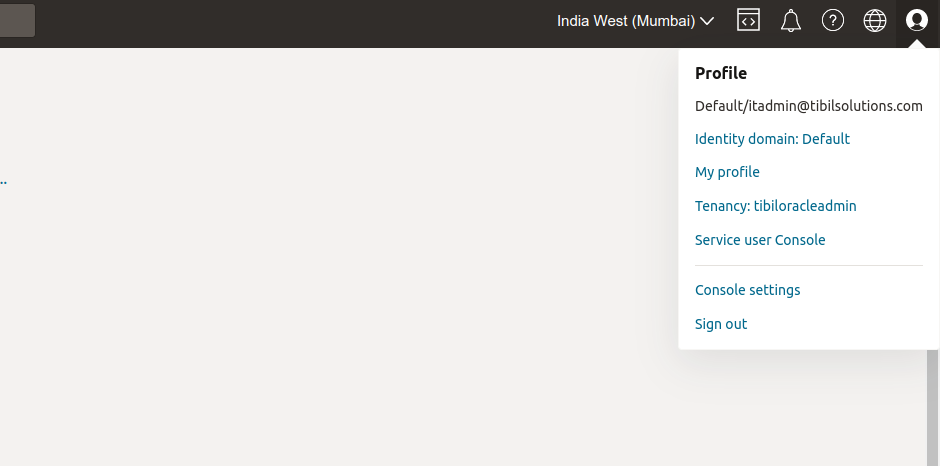 India West (Mumbai)
Profile
Default/itadmin@tibilsolutions.com
Identity domain: Default
My profile
Tenancy: tibiloracleadmin
Service user Console
Console settings
Sign out
..